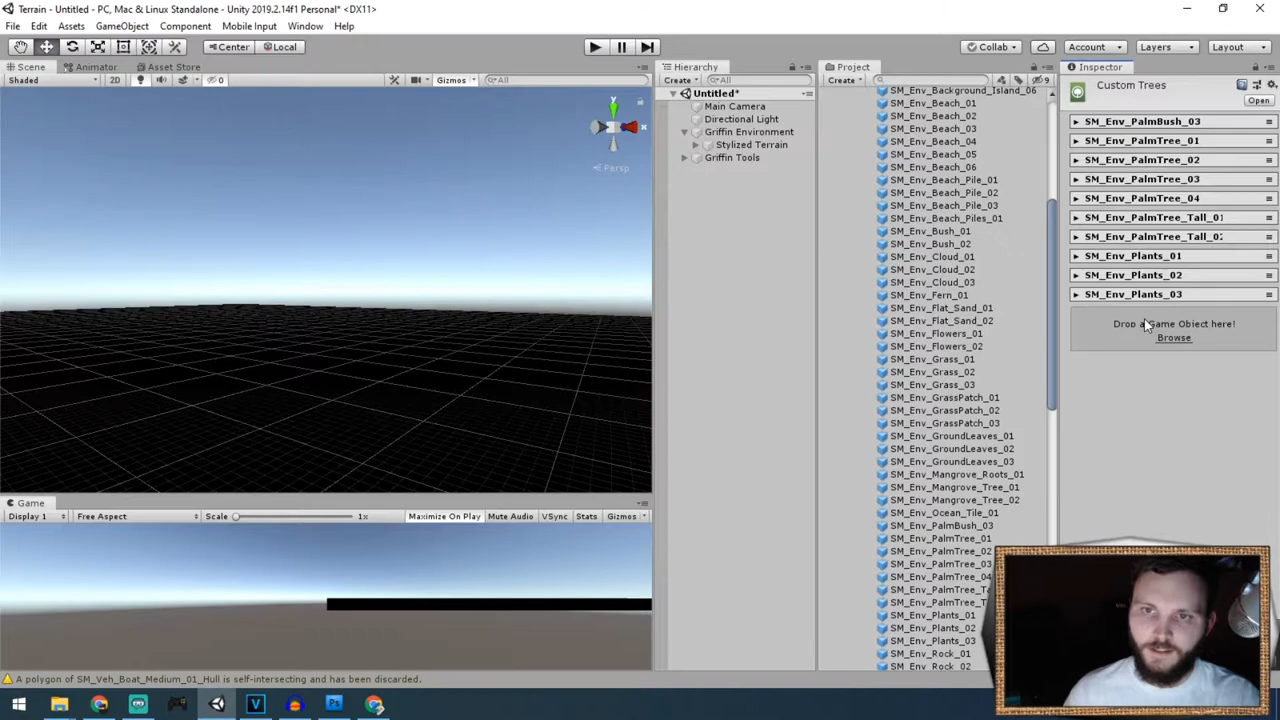 Terrain - Untitled - PC, Mac & Linux Standalone - Unity 2019.2.14f1 Personal* <DX11>
File Edit Assets GameObject Component Mobile Input Window Help
Center Local Collab Account Layers Layout
Scene Animator Asset Store
Shaded 2D 0 Gizmos All
Persp
Hierarchy
Create All
Untitled*
Main Camera
Directional Light
Griffin Environment
Stylized Terrain
Griffin Tools
Project
Create 9
SM_Env_Background_Island_06
SM_Env_Beach_01
SM_Env_Beach_02
SM_Env_Beach_03
SM_Env_Beach_04
SM_Env_Beach_05
SM_Env_Beach_06
SM_Env_Beach_Pile_01
SM_Env_Beach_Pile_02
SM_Env_Beach_Pile_03
SM_Env_Beach_Piles_01
SM_Env_Bush_01
SM_Env_Bush_02
SM_Env_Cloud_01
SM_Env_Cloud_02
SM_Env_Cloud_03
SM_Env_Fern_01
SM_Env_Flat_Sand_01
SM_Env_Flat_Sand_02
SM_Env_Flowers_01
SM_Env_Flowers_02
SM_Env_Grass_01
SM_Env_Grass_02
SM_Env_Grass_03
SM_Env_GrassPatch_01
SM_Env_GrassPatch_02
SM_Env_GrassPatch_03
SM_Env_GroundLeaves_01
SM_Env_GroundLeaves_02
SM_Env_GroundLeaves_03
SM_Env_Mangrove_Roots_01
SM_Env_Mangrove_Tree_01
SM_Env_Mangrove_Tree_02
SM_Env_Ocean_Tile_01
SM_Env_PalmBush_03
SM_Env_PalmTree_01
SM_Env_PalmTree_02
SM_Env_PalmTree_03
SM_Env_PalmTree_04
SM_Env_PalmTree_Ta
SM_Env_PalmTree_T
SM_Env_Plants_01
SM_Env_Plants_02
SM_Env_Plants_03
SM_Env_Rock_01
SM_Env_Rock_02
Inspector
Custom Trees
Open
SM_Env_PalmBush_03
SM_Env_PalmTree_01
SM_Env_PalmTree_02
SM_Env_PalmTree_03
SM_Env_PalmTree_04
SM_Env_PalmTree_Tall_01
SM_Env_PalmTree_Tall_02
SM_Env_Plants_01
SM_Env_Plants_02
SM_Env_Plants_03
Drop a Game Object here!
Browse
Game
Display 1 Free Aspect Scale 1x Maximize On Play Mute Audio VSync Stats Gizmos
A polygon of SM_Veh_Boat_Medium_01_Hull is self-intersecting and has been discarded.